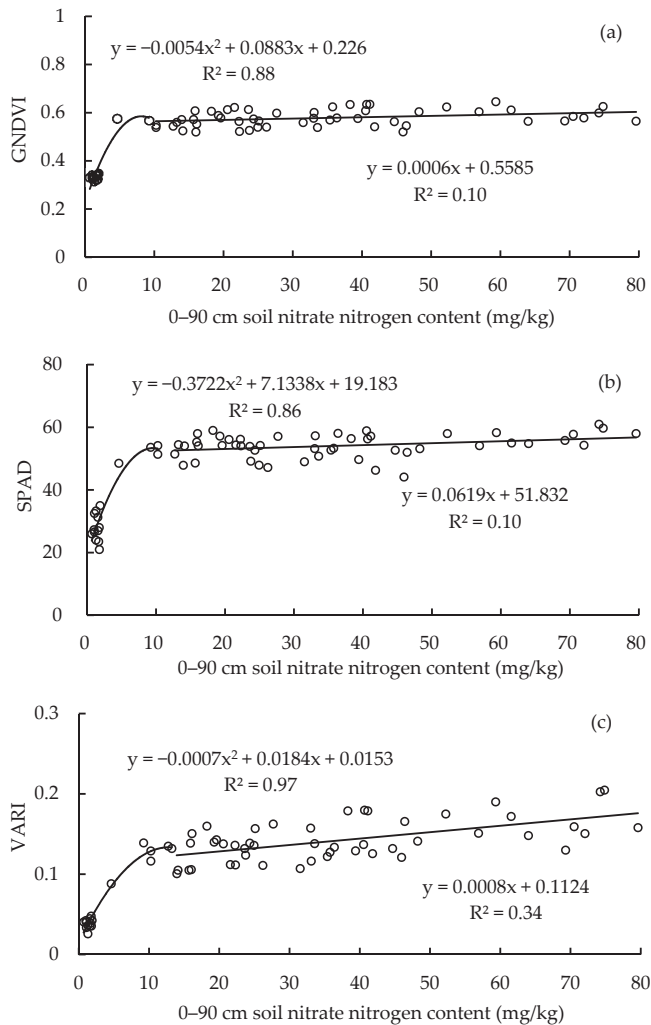 (a)
y = −0.0054x² + 0.0883x + 0.226
R² = 0.88
y = 0.0006x + 0.5585
R² = 0.10
GNDVI
1
0.8
0.6
0.4
0.2
0
0 10 20 30 40 50 60 70 80
0–90 cm soil nitrate nitrogen content (mg/kg)
(b)
y = −0.3722x² + 7.1338x + 19.183
R² = 0.86
y = 0.0619x + 51.832
R² = 0.10
SPAD
80
60
40
20
0
0 10 20 30 40 50 60 70 80
0–90 cm soil nitrate nitrogen content (mg/kg)
(c)
y = −0.0007x² + 0.0184x + 0.0153
R² = 0.97
y = 0.0008x + 0.1124
R² = 0.34
VARI
0.3
0.2
0.1
0
0 10 20 30 40 50 60 70 80
0–90 cm soil nitrate nitrogen content (mg/kg)